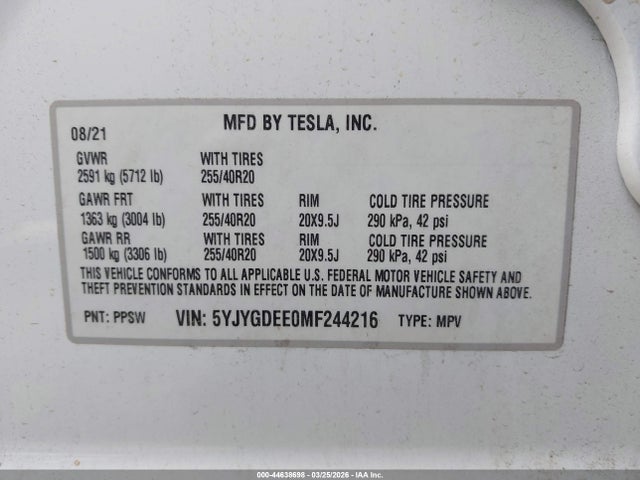 MFD BY TESLA, INC.
08/21
GVWR WITH TIRES
2591 kg (5712 lb) 255/40R20
GAWR FRT WITH TIRES RIM COLD TIRE PRESSURE
1363 kg (3004 lb) 255/40R20 20X9.5J 290 kPa, 42 psi
GAWR RR WITH TIRES RIM COLD TIRE PRESSURE
1500 kg (3306 lb) 255/40R20 20X9.5J 290 kPa, 42 psi
THIS VEHICLE CONFORMS TO ALL APPLICABLE U.S. FEDERAL MOTOR VEHICLE SAFETY AND
THEFT PREVENTION STANDARDS IN EFFECT ON THE DATE OF MANUFACTURE SHOWN ABOVE.
PNT: PPSW VIN: 5YJYGDEE0MF244216 TYPE: MPV
000-44638698 - 03/25/2026 - IAA Inc.